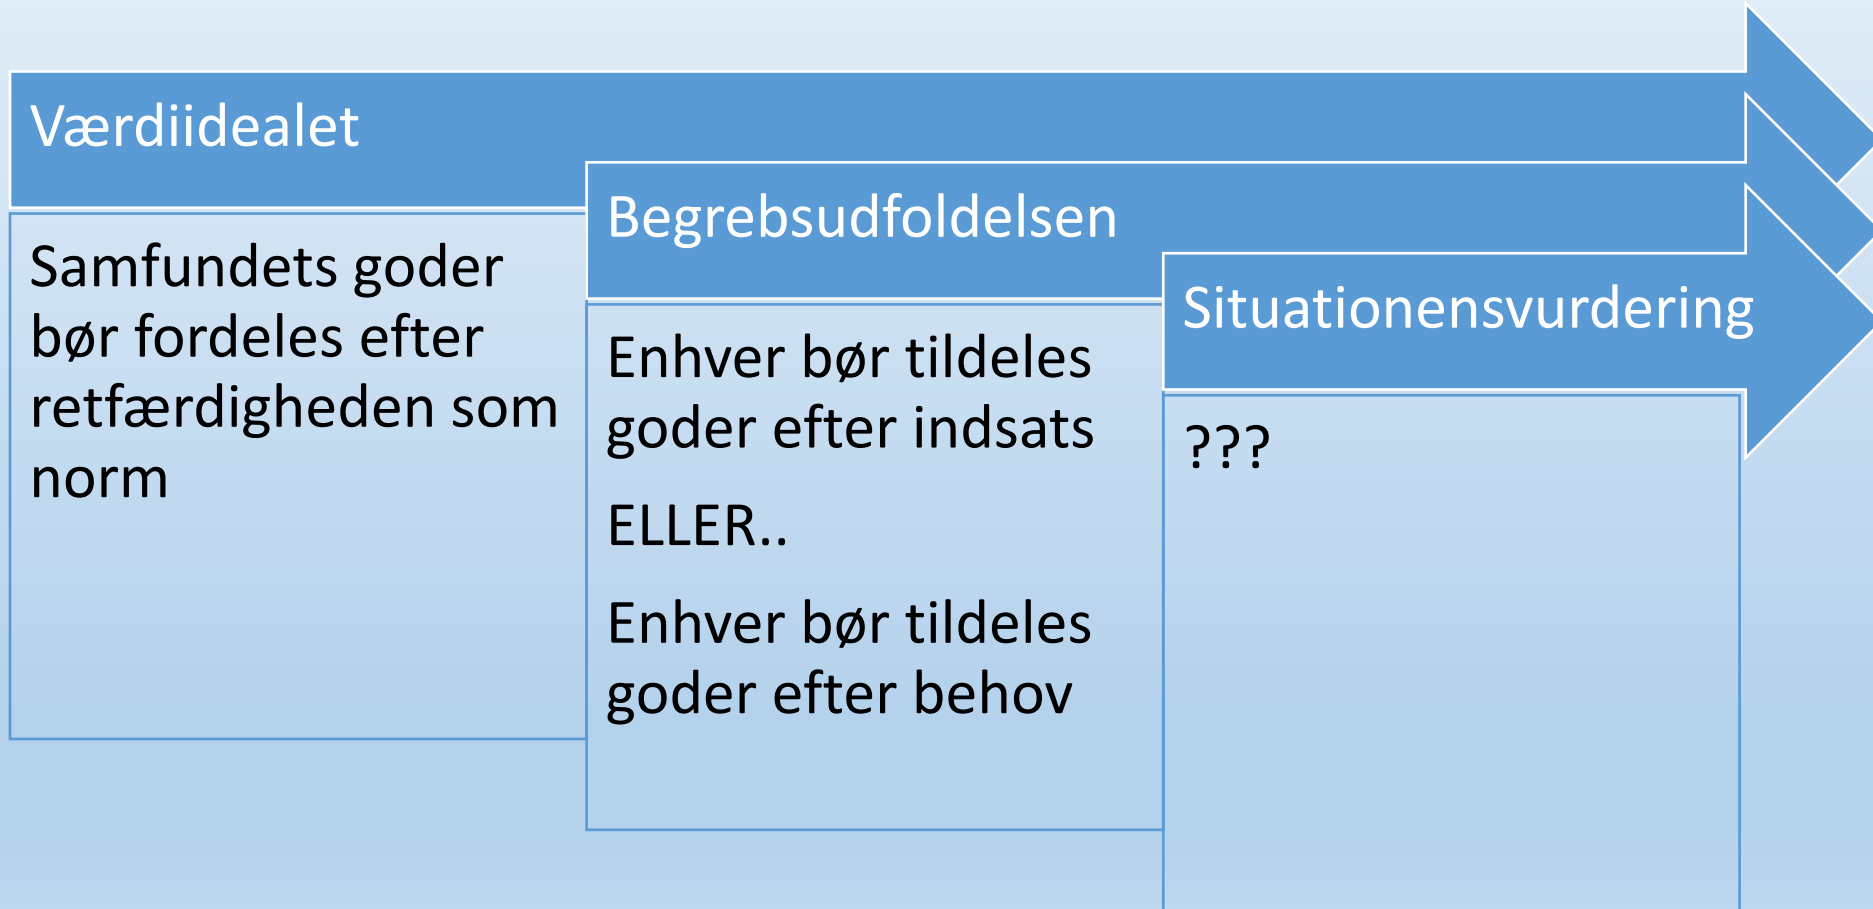 Værdiidealet
Samfundets goder
bør fordeles efter
retfærdigheden som
norm
Begrebsudfoldelsen
Enhver bør tildeles
goder efter indsats
ELLER..
Enhver bør tildeles
goder efter behov
Situationensvurdering
???